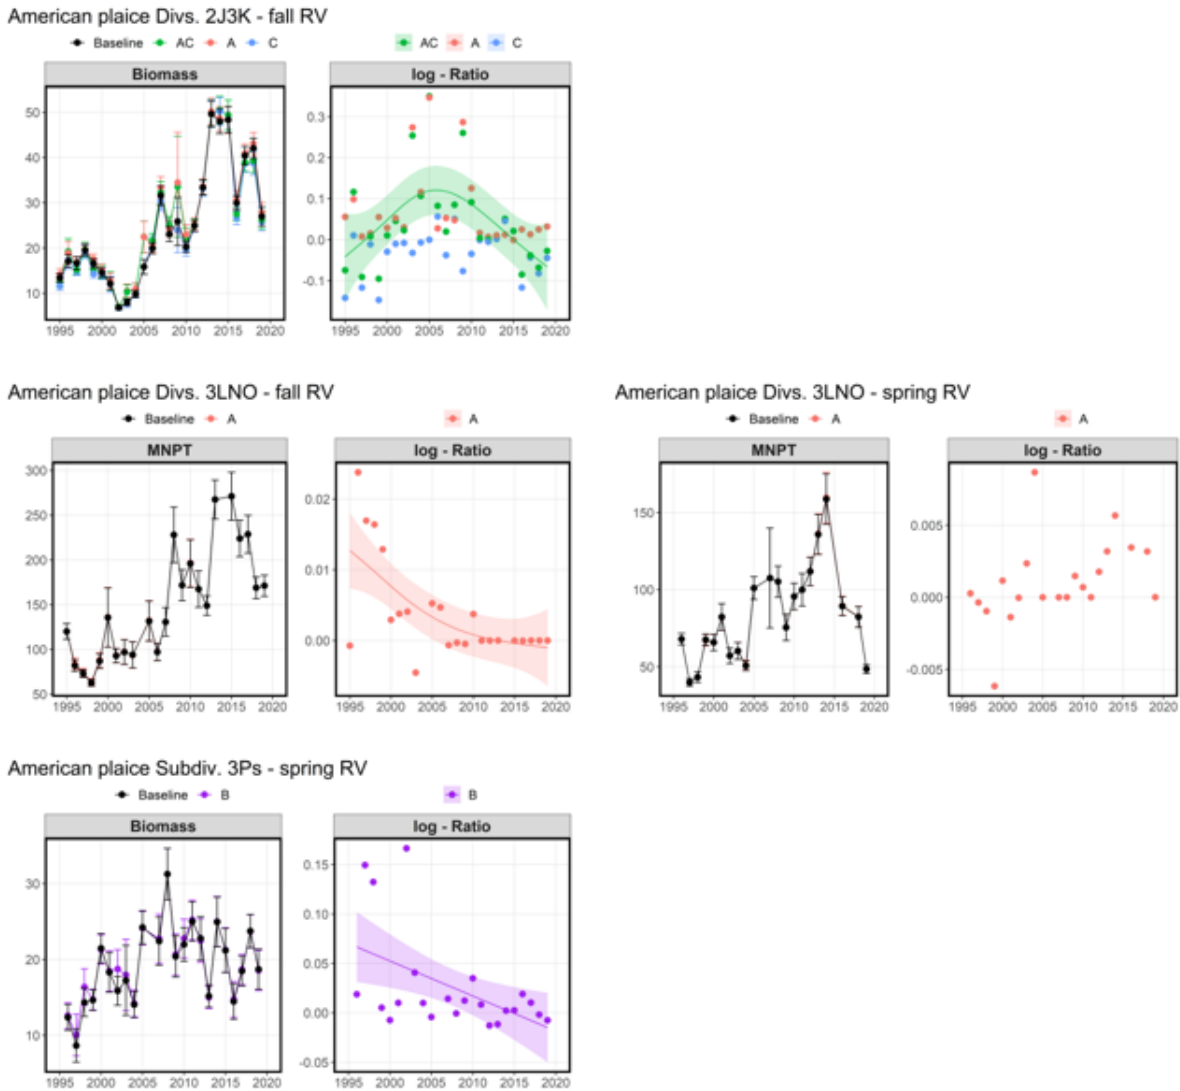 American plaice Divs. 2J3K - fall RV
Baseline AC A C
AC A C
Biomass
log - Ratio
50
40
30
20
10
0.3
0.2
0.1
0.0
-0.1
1995 2000 2005 2010 2015 2020
1995 2000 2005 2010 2015 2020
American plaice Divs. 3LNO - fall RV
Baseline A
A
MNPT
log - Ratio
300
250
200
150
100
50
0.02
0.01
0.00
1995 2000 2005 2010 2015 2020
1995 2000 2005 2010 2015 2020
American plaice Divs. 3LNO - spring RV
Baseline A
A
MNPT
log - Ratio
150
100
50
0.005
0.000
-0.005
1995 2000 2005 2010 2015 2020
1995 2000 2005 2010 2015 2020
American plaice Subdiv. 3Ps - spring RV
Baseline B
B
Biomass
log - Ratio
30
20
10
0.15
0.10
0.05
0.00
-0.05
1995 2000 2005 2010 2015 2020
1995 2000 2005 2010 2015 2020